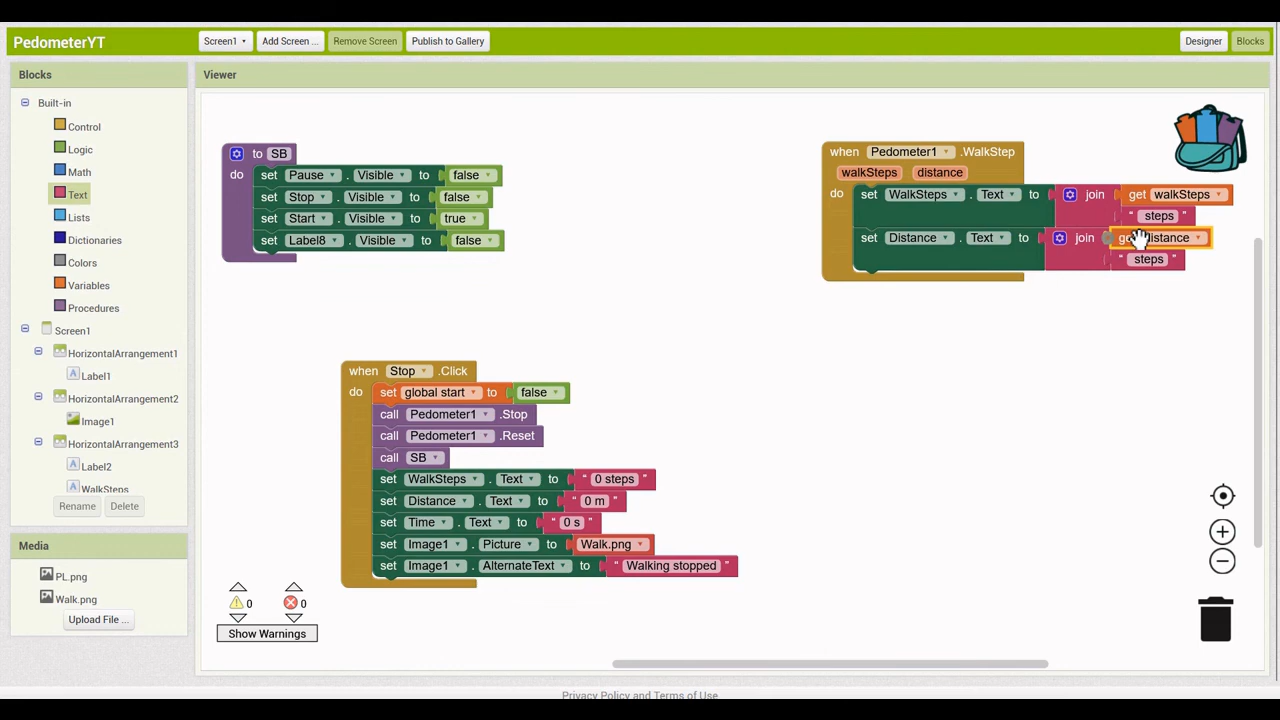 PedometerYT
Screen1
Add Screen ...
Remove Screen
Publish to Gallery
Designer
Blocks
Blocks
Built-in
Control
Logic
Math
Text
Lists
Dictionaries
Colors
Variables
Procedures
Screen1
HorizontalArrangement1
Label1
HorizontalArrangement2
Image1
HorizontalArrangement3
Label2
WalkSteps
Rename
Delete
Media
PL.png
Walk.png
Upload File ...
Viewer
to SB
do set Pause . Visible to false
set Stop . Visible to false
set Start . Visible to true
set Label8 . Visible to false
when Pedometer1 .WalkStep
walkSteps distance
do set WalkSteps . Text to join get walkSteps
" steps "
set Distance . Text to join get distance
" steps "
when Stop .Click
do set global start to false
call Pedometer1 .Stop
call Pedometer1 .Reset
call SB
set WalkSteps . Text to " 0 steps "
set Distance . Text to " 0 m "
set Time . Text to " 0 s "
set Image1 . Picture to Walk.png
set Image1 . AlternateText to " Walking stopped "
0 0
Show Warnings
Privacy Policy and Terms of Use